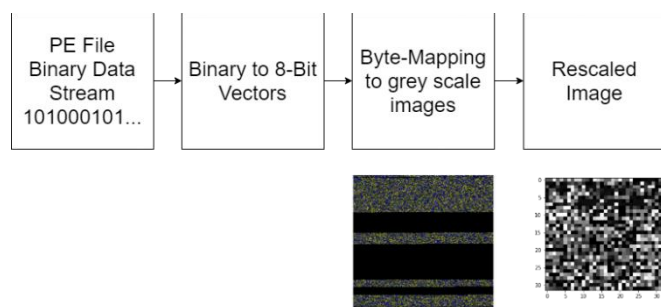 PE File
Binary Data
Stream
101000101...
Binary to 8-Bit
Vectors
Byte-Mapping
to grey scale
images
Rescaled
Image
0
5
10
15
20
25
30
0 5 10 15 20 25 30